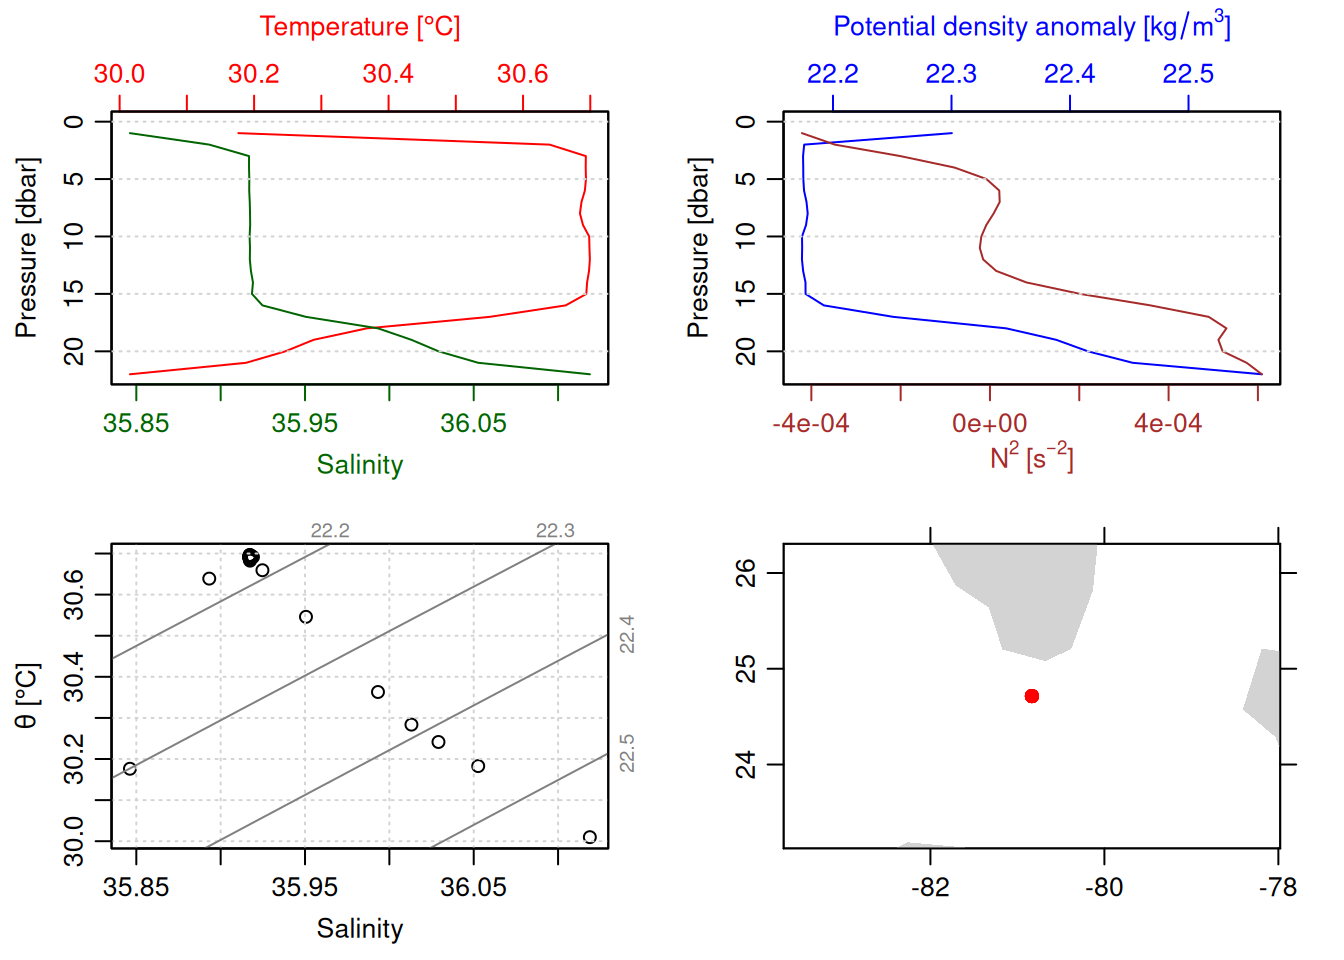 Temperature [°C]
30.0 30.2 30.4 30.6
Pressure [dbar]
0 5 10 15 20
35.85 35.95 36.05
Salinity
Potential density anomaly [kg/m³]
22.2 22.3 22.4 22.5
Pressure [dbar]
0 5 10 15 20
-4e-04 0e+00 4e-04
N² [s⁻²]
22.2 22.3
22.4
22.5
θ [°C]
30.0 30.2 30.4 30.6
35.85 35.95 36.05
Salinity
26
25
24
-82 -80 -78